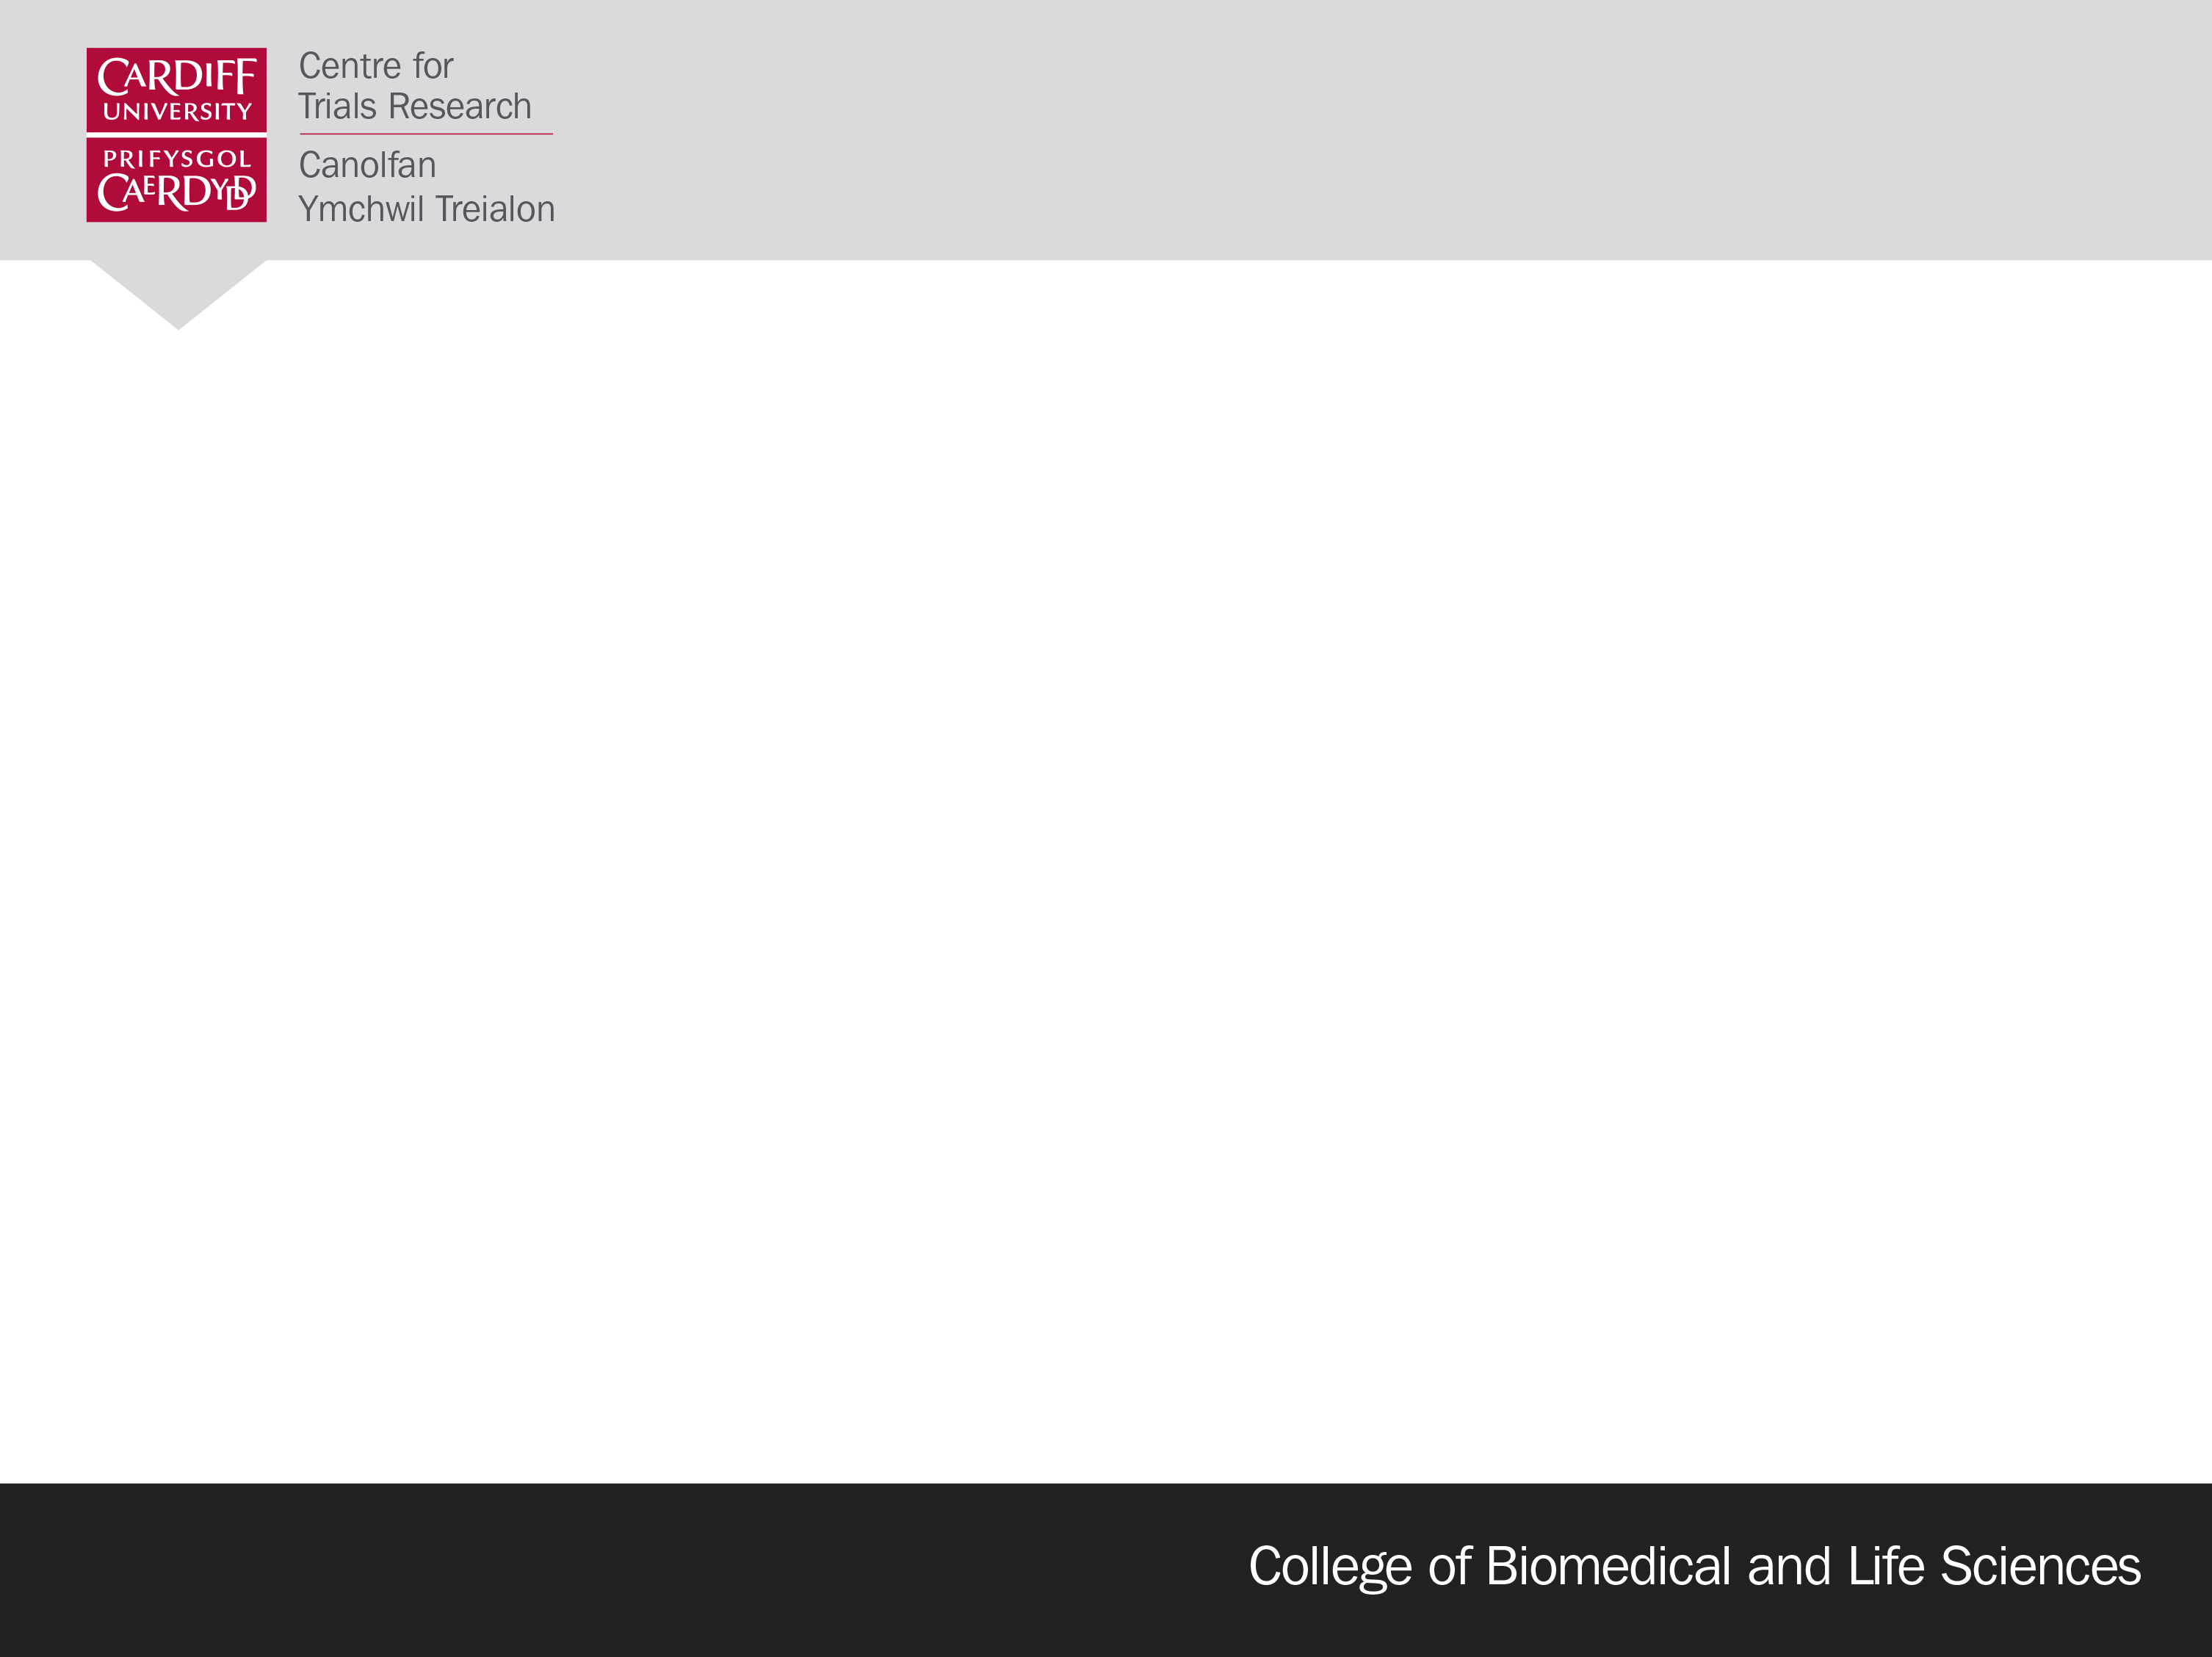 CARDIFF
UNIVERSITY
PRIFYSGOL
CAERDYDD
Centre for
Trials Research
Canolfan
Ymchwil Treialon
College of Biomedical and Life Sciences